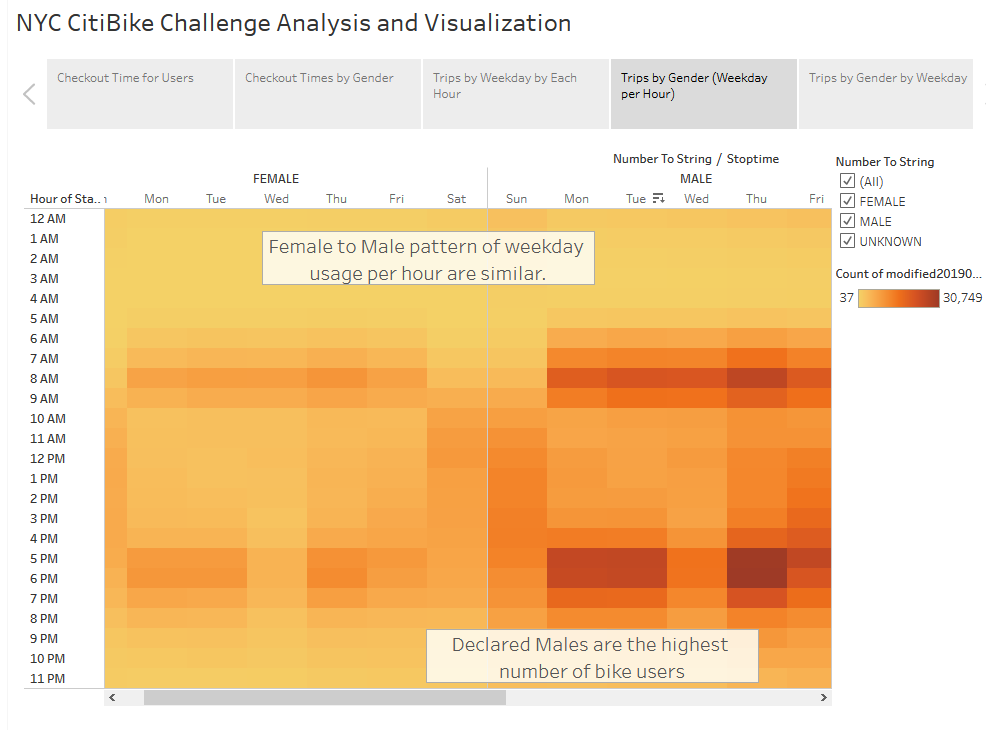 NYC CitiBike Challenge Analysis and Visualization
Checkout Time for Users
Checkout Times by Gender
Trips by Weekday by Each
Hour
Trips by Gender (Weekday
per Hour)
Trips by Gender by Weekday
Number To String / Stoptime
FEMALE
MALE
Hour of Sta..
Mon Tue Wed Thu Fri Sat Sun Mon Tue Wed Thu Fri
12 AM
1 AM
2 AM
3 AM
4 AM
5 AM
6 AM
7 AM
8 AM
9 AM
10 AM
11 AM
12 PM
1 PM
2 PM
3 PM
4 PM
5 PM
6 PM
7 PM
8 PM
9 PM
10 PM
11 PM
Female to Male pattern of weekday
usage per hour are similar.
Declared Males are the highest
number of bike users
Number To String
(All)
FEMALE
MALE
UNKNOWN
Count of modified20190...
37 30,749